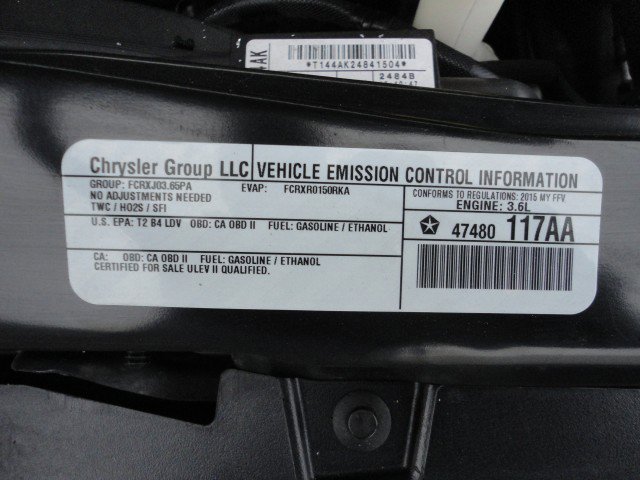 AK
*T144AK24841504*
2484B
Chrysler Group LLC VEHICLE EMISSION CONTROL INFORMATION
GROUP: FCRXJ03.65PA EVAP: FCRXR0150RKA CONFORMS TO REGULATIONS: 2015 MY FFV
NO ADJUSTMENTS NEEDED ENGINE: 3.6L
TWC / HO2S / SFI
U.S. EPA: T2 B4 LDV OBD: CA OBD II FUEL: GASOLINE / ETHANOL
47480 117AA
CA: OBD: CA OBD II FUEL: GASOLINE / ETHANOL
CERTIFIED FOR SALE ULEV II QUALIFIED.